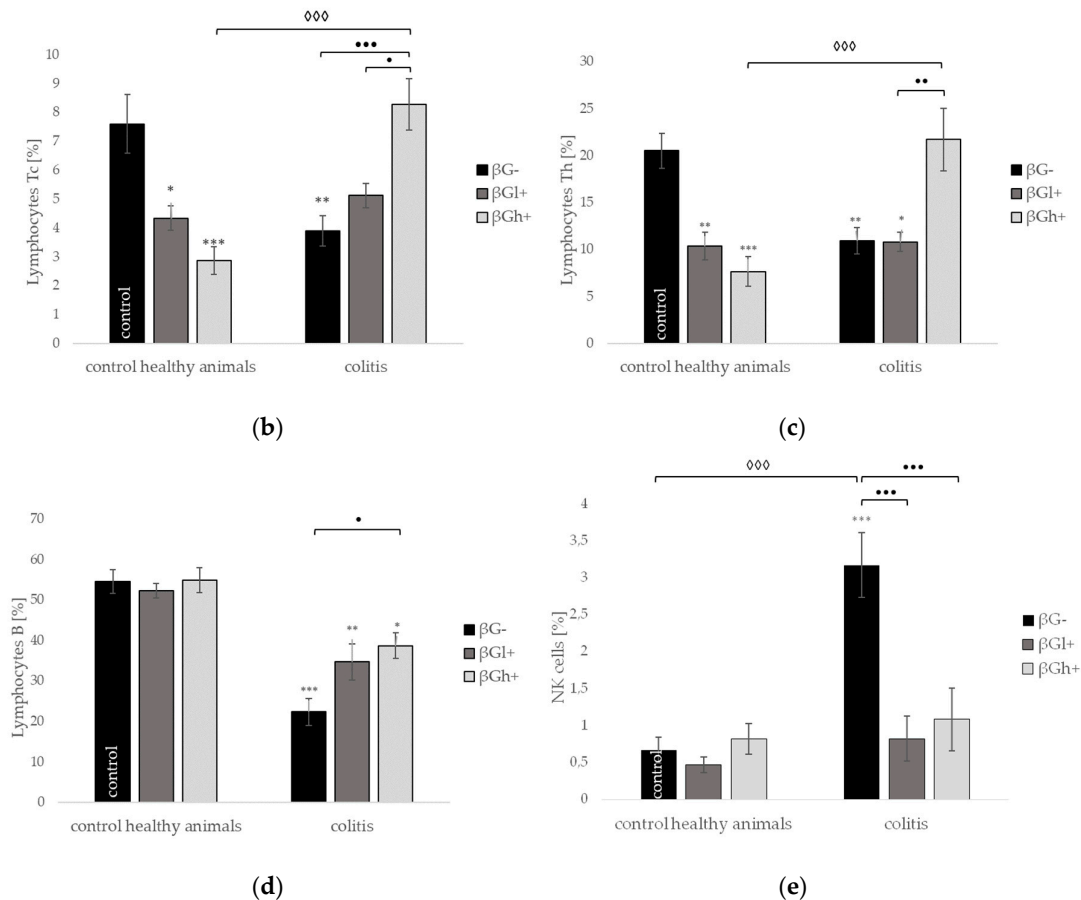 ◊◊◊
•••
•
10
9
8
7
6
5
4
3
2
1
0
Lymphocytes Tc [%]
control
*
***
**
control healthy animals
colitis
βG-
βGl+
βGh+
(b)
◊◊◊
••
30
25
20
15
10
5
0
Lymphocytes Th [%]
control
**
***
**
*
control healthy animals
colitis
βG-
βGl+
βGh+
(c)
•
70
60
50
40
30
20
10
0
Lymphocytes B [%]
control
***
**
*
control healthy animals
colitis
βG-
βGl+
βGh+
(d)
◊◊◊
•••
•••
4
3,5
3
2,5
2
1,5
1
0,5
0
NK cells [%]
control
***
control healthy animals
colitis
βG-
βGl+
βGh+
(e)